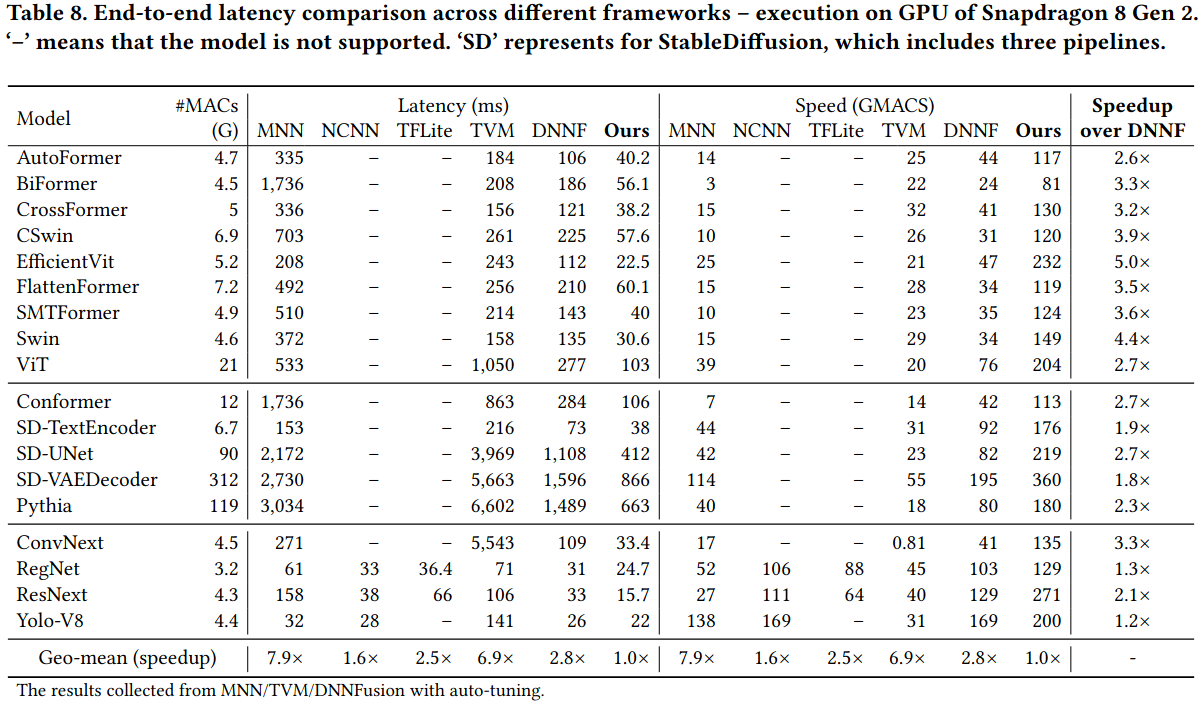 Table 8. End-to-end latency comparison across different frameworks – execution on GPU of Snapdragon 8 Gen 2.
‘–’ means that the model is not supported. ‘SD’ represents for StableDiffusion, which includes three pipelines.
Model #MACs (G) Latency (ms) Speed (GMACS) Speedup over DNNF
MNN NCNN TFLite TVM DNNF Ours MNN NCNN TFLite TVM DNNF Ours
AutoFormer 4.7 335 – – 184 106 40.2 14 – – 25 44 117 2.6×
BiFormer 4.5 1,736 – – 208 186 56.1 3 – – 22 24 81 3.3×
CrossFormer 5 336 – – 156 121 38.2 15 – – 32 41 130 3.2×
CSwin 6.9 703 – – 261 225 57.6 10 – – 26 31 120 3.9×
EfficientVit 5.2 208 – – 243 112 22.5 25 – – 21 47 232 5.0×
FlattenFormer 7.2 492 – – 256 210 60.1 15 – – 28 34 119 3.5×
SMTFormer 4.9 510 – – 214 143 40 10 – – 23 35 124 3.6×
Swin 4.6 372 – – 158 135 30.6 15 – – 29 34 149 4.4×
ViT 21 533 – – 1,050 277 103 39 – – 20 76 204 2.7×
Conformer 12 1,736 – – 863 284 106 7 – – 14 42 113 2.7×
SD-TextEncoder 6.7 153 – – 216 73 38 44 – – 31 92 176 1.9×
SD-UNet 90 2,172 – – 3,969 1,108 412 42 – – 23 82 219 2.7×
SD-VAEDecoder 312 2,730 – – 5,663 1,596 866 114 – – 55 195 360 1.8×
Pythia 119 3,034 – – 6,602 1,489 663 40 – – 18 80 180 2.3×
ConvNext 4.5 271 – – 5,543 109 33.4 17 – – 0.81 41 135 3.3×
RegNet 3.2 61 33 36.4 71 31 24.7 52 106 88 45 103 129 1.3×
ResNext 4.3 158 38 66 106 33 15.7 27 111 64 40 129 271 2.1×
Yolo-V8 4.4 32 28 – 141 26 22 138 169 – 31 169 200 1.2×
Geo-mean (speedup) 7.9× 1.6× 2.5× 6.9× 2.8× 1.0× 7.9× 1.6× 2.5× 6.9× 2.8× 1.0× -
The results collected from MNN/TVM/DNNFusion with auto-tuning.